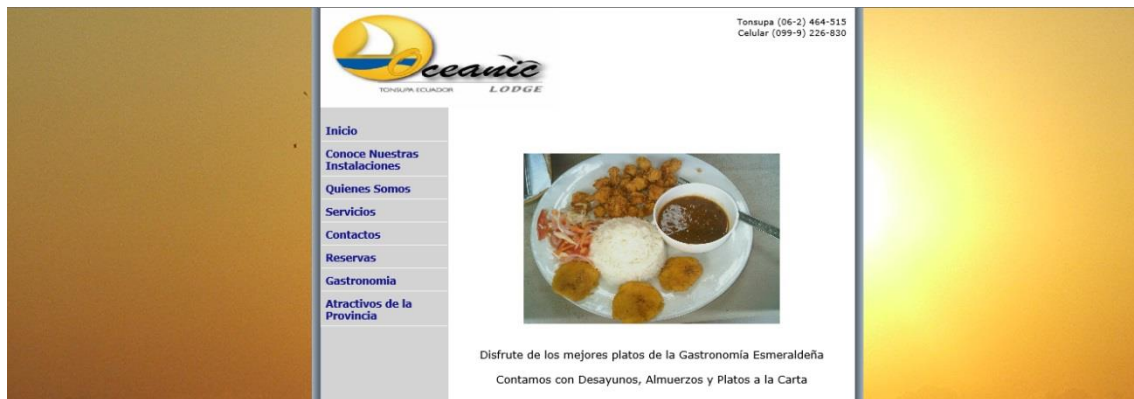 Tonsupa (06-2) 464-515
Celular (099-9) 226-830
Oceanic
TONSUPA ECUADOR LODGE
Inicio
Conoce Nuestras
Instalaciones
Quienes Somos
Servicios
Contactos
Reservas
Gastronomia
Atractivos de la
Provincia
Disfrute de los mejores platos de la Gastronomía Esmeraldeña
Contamos con Desayunos, Almuerzos y Platos a la Carta